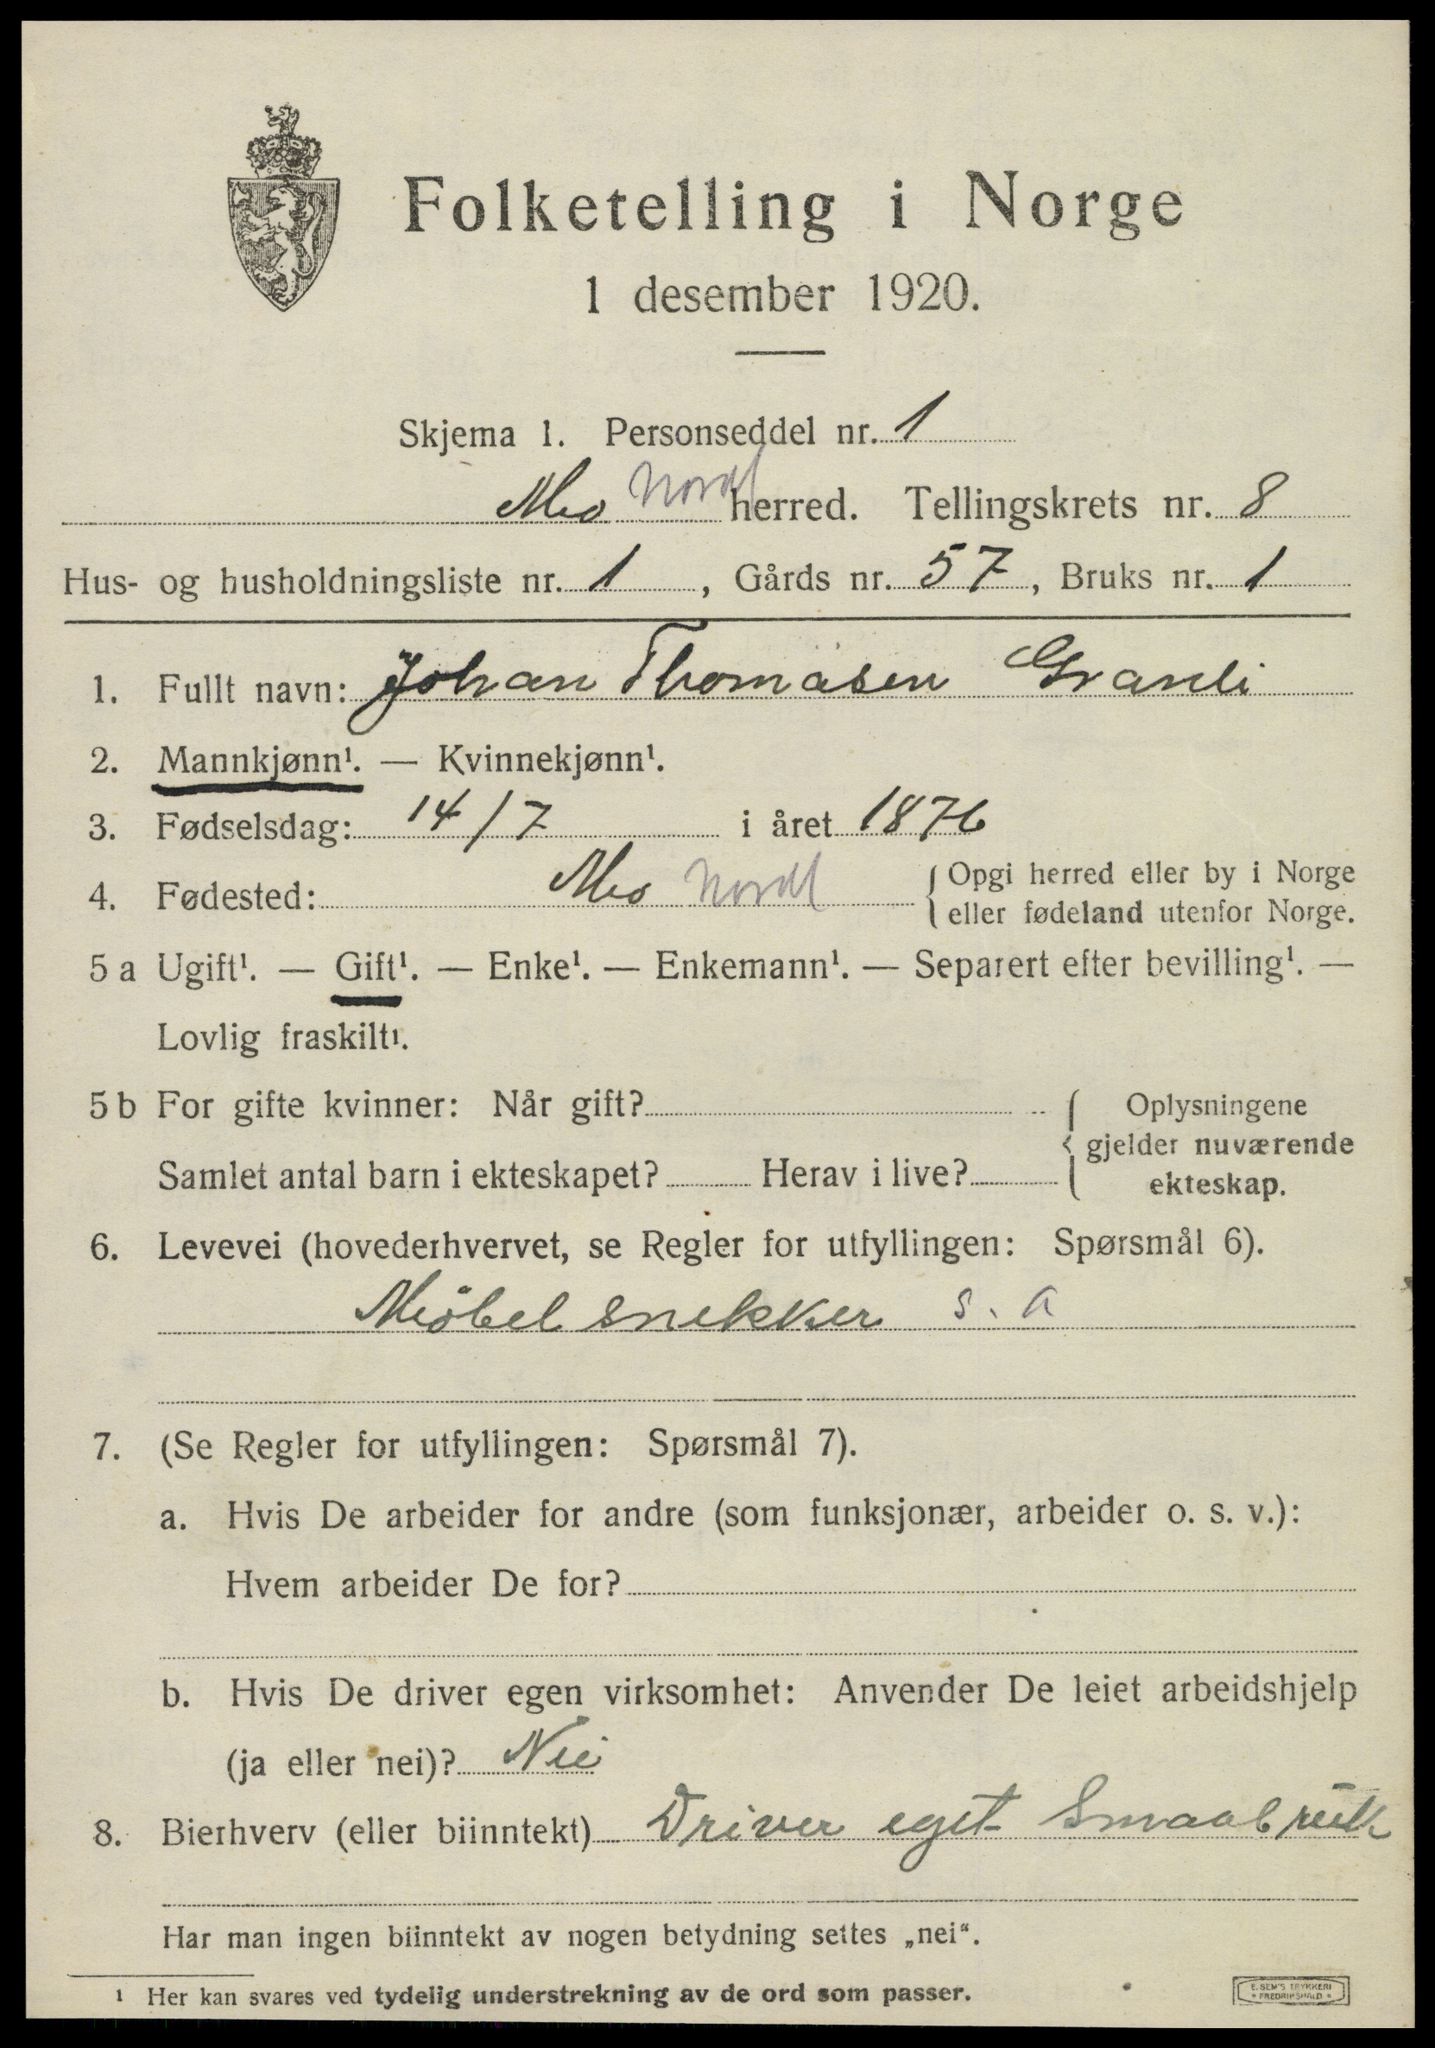 Folketelling i Norge
1 desember 1920.
Skjema 1. Personseddel nr. 1
Mo Nordl herred. Tellingskrets nr. 8
Hus- og husholdningsliste nr. 1, Gårds nr. 57, Bruks nr. 1
1. Fullt navn: Johan Thomasen Granli
2. Mannkjønn¹. — Kvinnekjønn¹.
3. Fødselsdag: 14/7 i året 1876
4. Fødested: Mo Nordl { Opgi herred eller by i Norge
eller fødeland utenfor Norge.
5 a Ugift¹. — Gift¹. — Enke¹. — Enkemann¹. — Separert efter bevilling¹. —
Lovlig fraskilt¹.
5 b For gifte kvinner: Når gift? { Oplysningene
gjelder nuværende
Samlet antal barn i ekteskapet? Herav i live? ekteskap.
6. Levevei (hovederhvervet, se Regler for utfyllingen: Spørsmål 6).
Møbelsnekker s. a
7. (Se Regler for utfyllingen: Spørsmål 7).
a. Hvis De arbeider for andre (som funksjonær, arbeider o. s. v.):
Hvem arbeider De for?
b. Hvis De driver egen virksomhet: Anvender De leiet arbeidshjelp
(ja eller nei)? Nei
8. Bierhverv (eller biinntekt) Driver eget Smaabruk
Har man ingen biinntekt av nogen betydning settes „nei“.
¹ Her kan svares ved tydelig understrekning av de ord som passer.
E. SEM'S TRYKKERI
* FREDRIKSHALD *